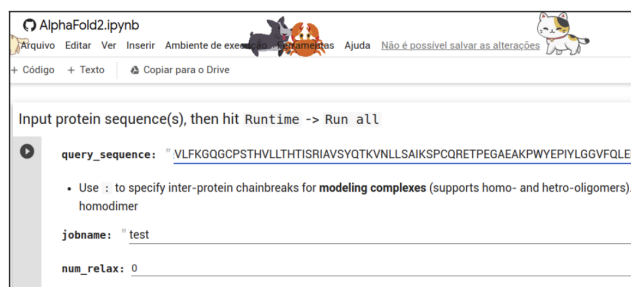 AlphaFold2.ipynb
Arquivo Editar Ver Inserir Ambiente de execução Ferramentas Ajuda Não é possível salvar as alterações
+ Código + Texto Copiar para o Drive
Input protein sequence(s), then hit Runtime -> Run all
query_sequence: "VLFKGQGCPSTHVLLTHTISRIAVSYQTKVNLLSAIKSPCQRETPEGAEAKPWYEPIYLGGVFQLE
• Use : to specify inter-protein chainbreaks for modeling complexes (supports homo- and hetro-oligomers).
homodimer
jobname: "test
num_relax: 0